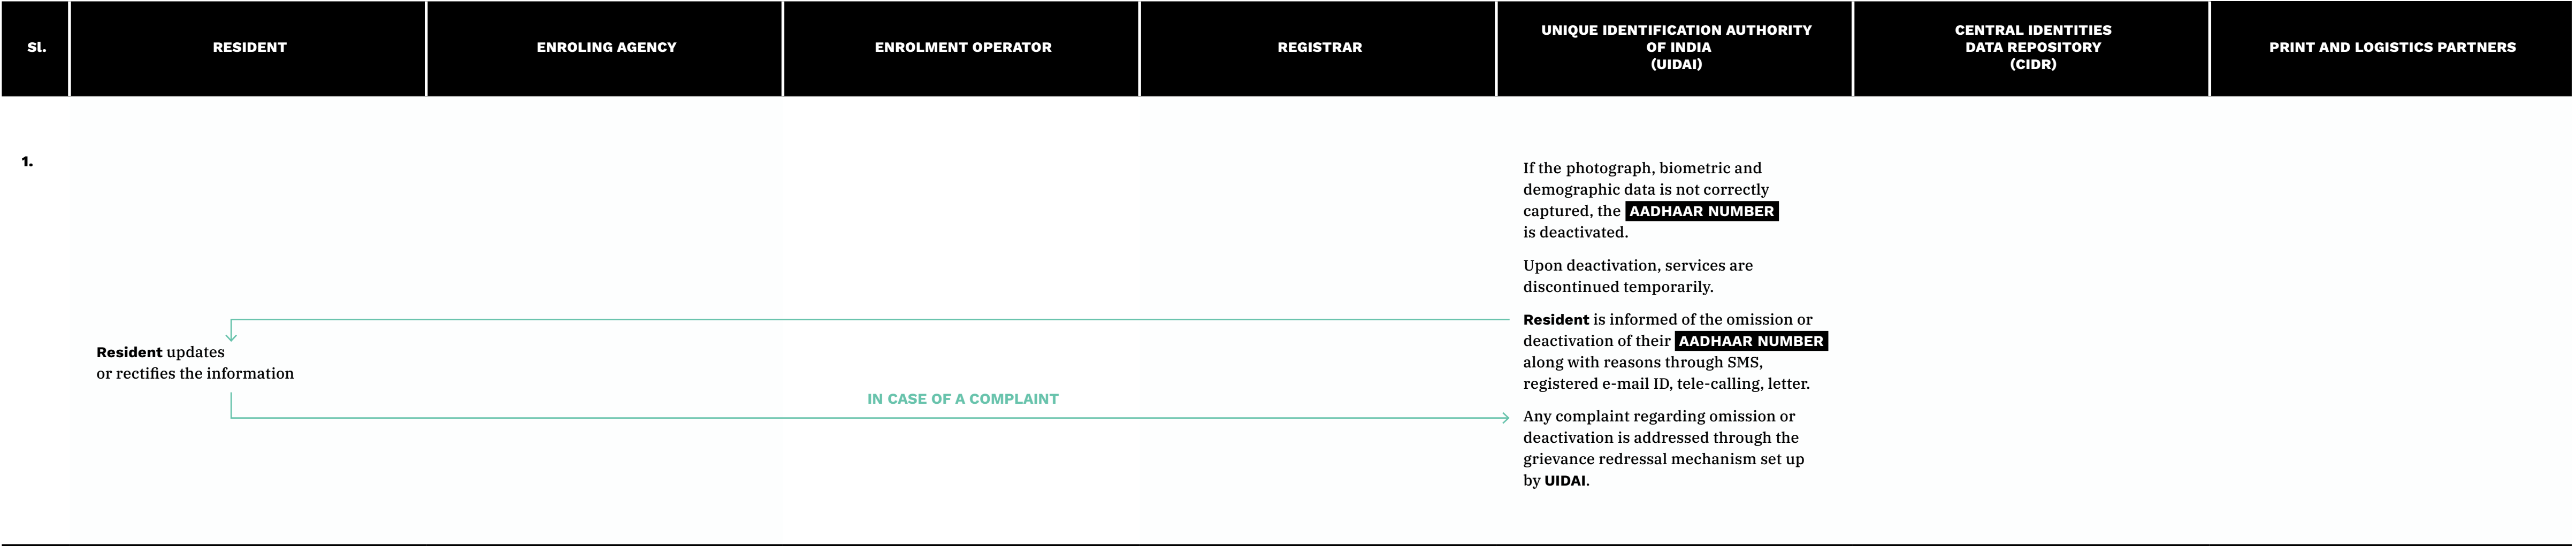 Sl.
RESIDENT
ENROLING AGENCY
ENROLMENT OPERATOR
REGISTRAR
UNIQUE IDENTIFICATION AUTHORITY
OF INDIA
(UIDAI)
CENTRAL IDENTITIES
DATA REPOSITORY
(CIDR)
PRINT AND LOGISTICS PARTNERS
1.
If the photograph, biometric and
demographic data is not correctly
captured, the AADHAAR NUMBER
is deactivated.
Upon deactivation, services are
discontinued temporarily.
Resident is informed of the omission or
deactivation of their AADHAAR NUMBER
along with reasons through SMS,
registered e-mail ID, tele-calling, letter.
Resident updates
or rectifies the information
IN CASE OF A COMPLAINT
Any complaint regarding omission or
deactivation is addressed through the
grievance redressal mechanism set up
by UIDAI.